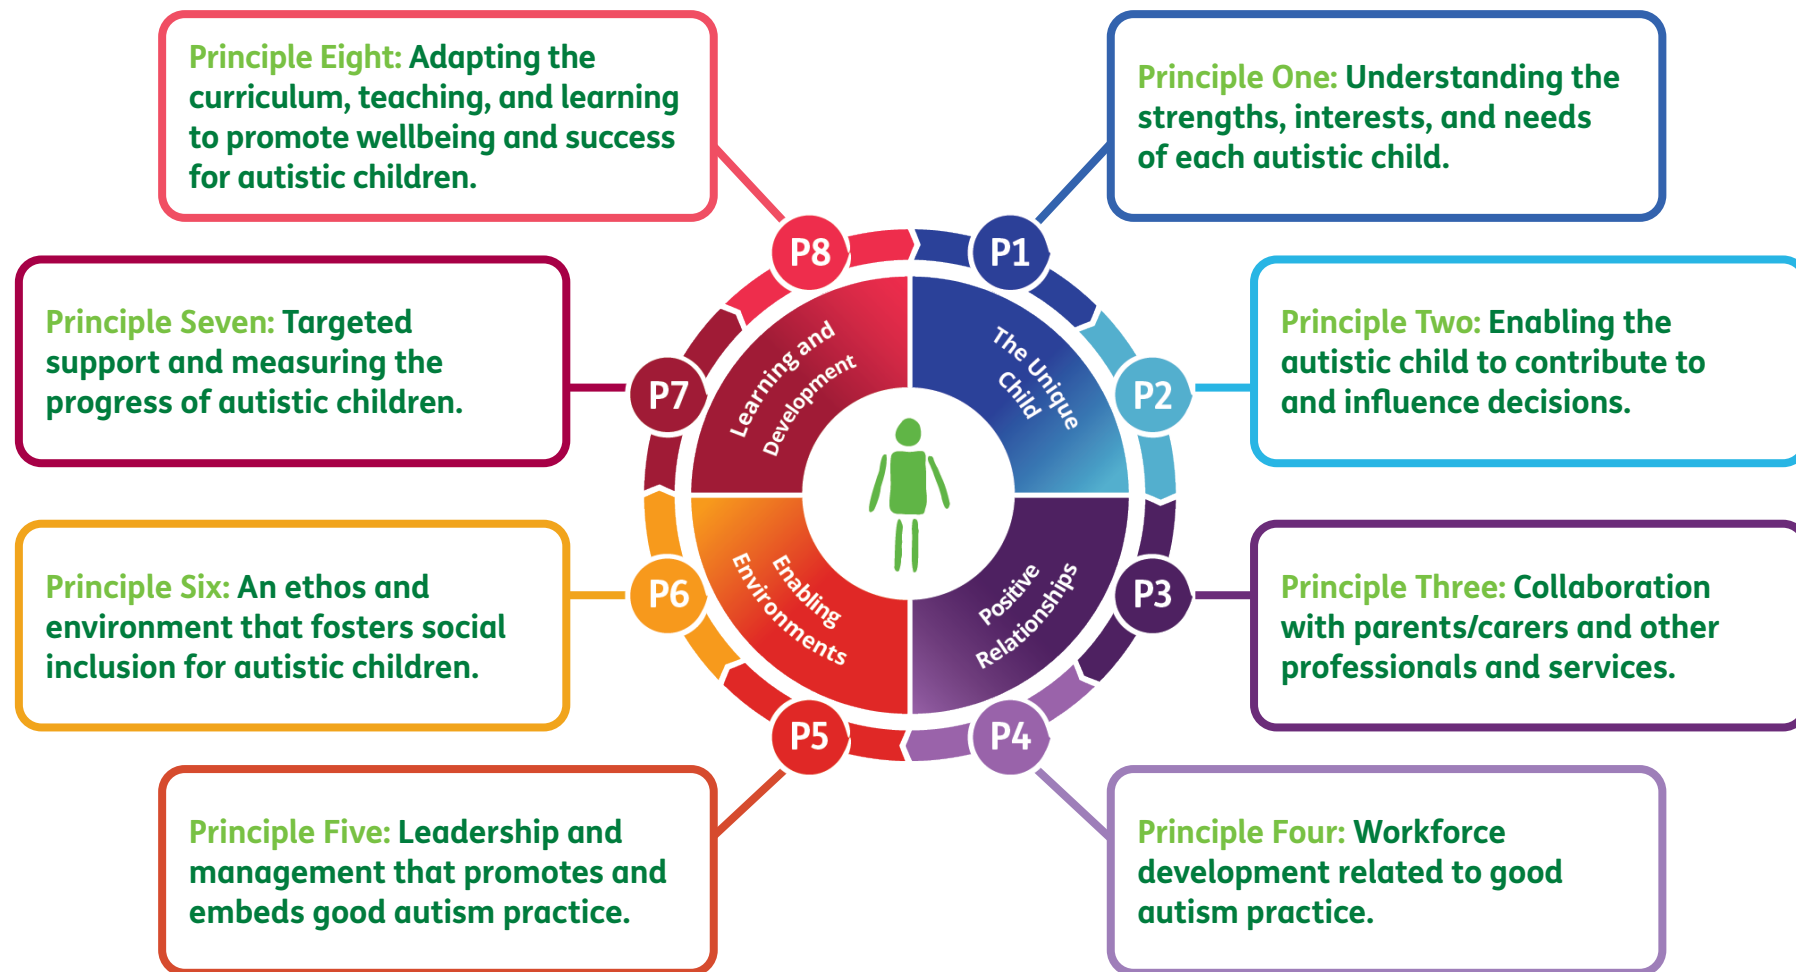 Principle Eight: Adapting the
curriculum, teaching, and learning
to promote wellbeing and success
for autistic children.
Principle One: Understanding the
strengths, interests, and needs
of each autistic child.
Principle Seven: Targeted
support and measuring the
progress of autistic children.
Principle Two: Enabling the
autistic child to contribute to
and influence decisions.
P8
P1
P7
P2
Learning and
Development
The Unique
Child
Enabling
Environments
Positive
Relationships
P6
P3
P5
P4
Principle Six: An ethos and
environment that fosters social
inclusion for autistic children.
Principle Three: Collaboration
with parents/carers and other
professionals and services.
Principle Five: Leadership and
management that promotes and
embeds good autism practice.
Principle Four: Workforce
development related to good
autism practice.